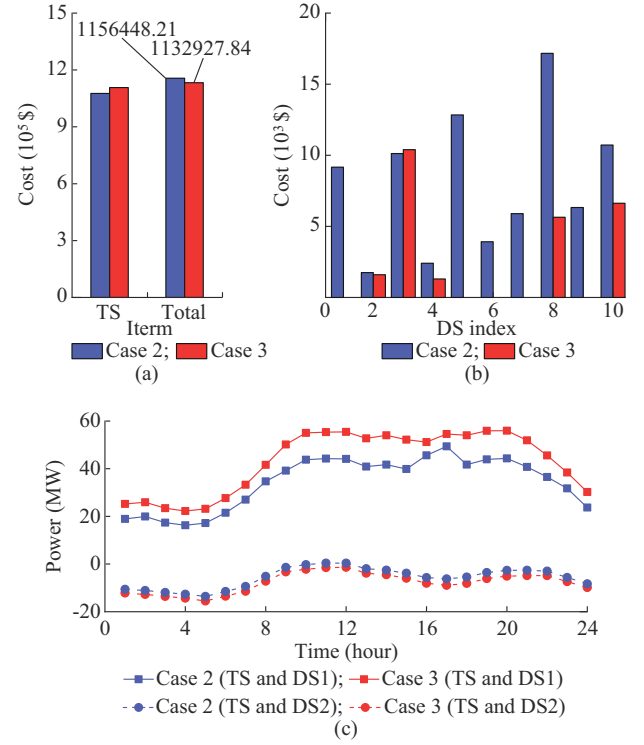 15
12
9
6
3
0
Cost (10⁵ $)
1156448.21
1132927.84
TS Total
Iterm
Case 2; Case 3
(a)
20
15
10
5
0 2 4 6 8 10
Cost (10³ $)
DS index
Case 2; Case 3
(b)
60
40
20
0
-20
Power (MW)
0 4 8 12 16 20 24
Time (hour)
Case 2 (TS and DS1); Case 3 (TS and DS1)
Case 2 (TS and DS2); Case 3 (TS and DS2)
(c)